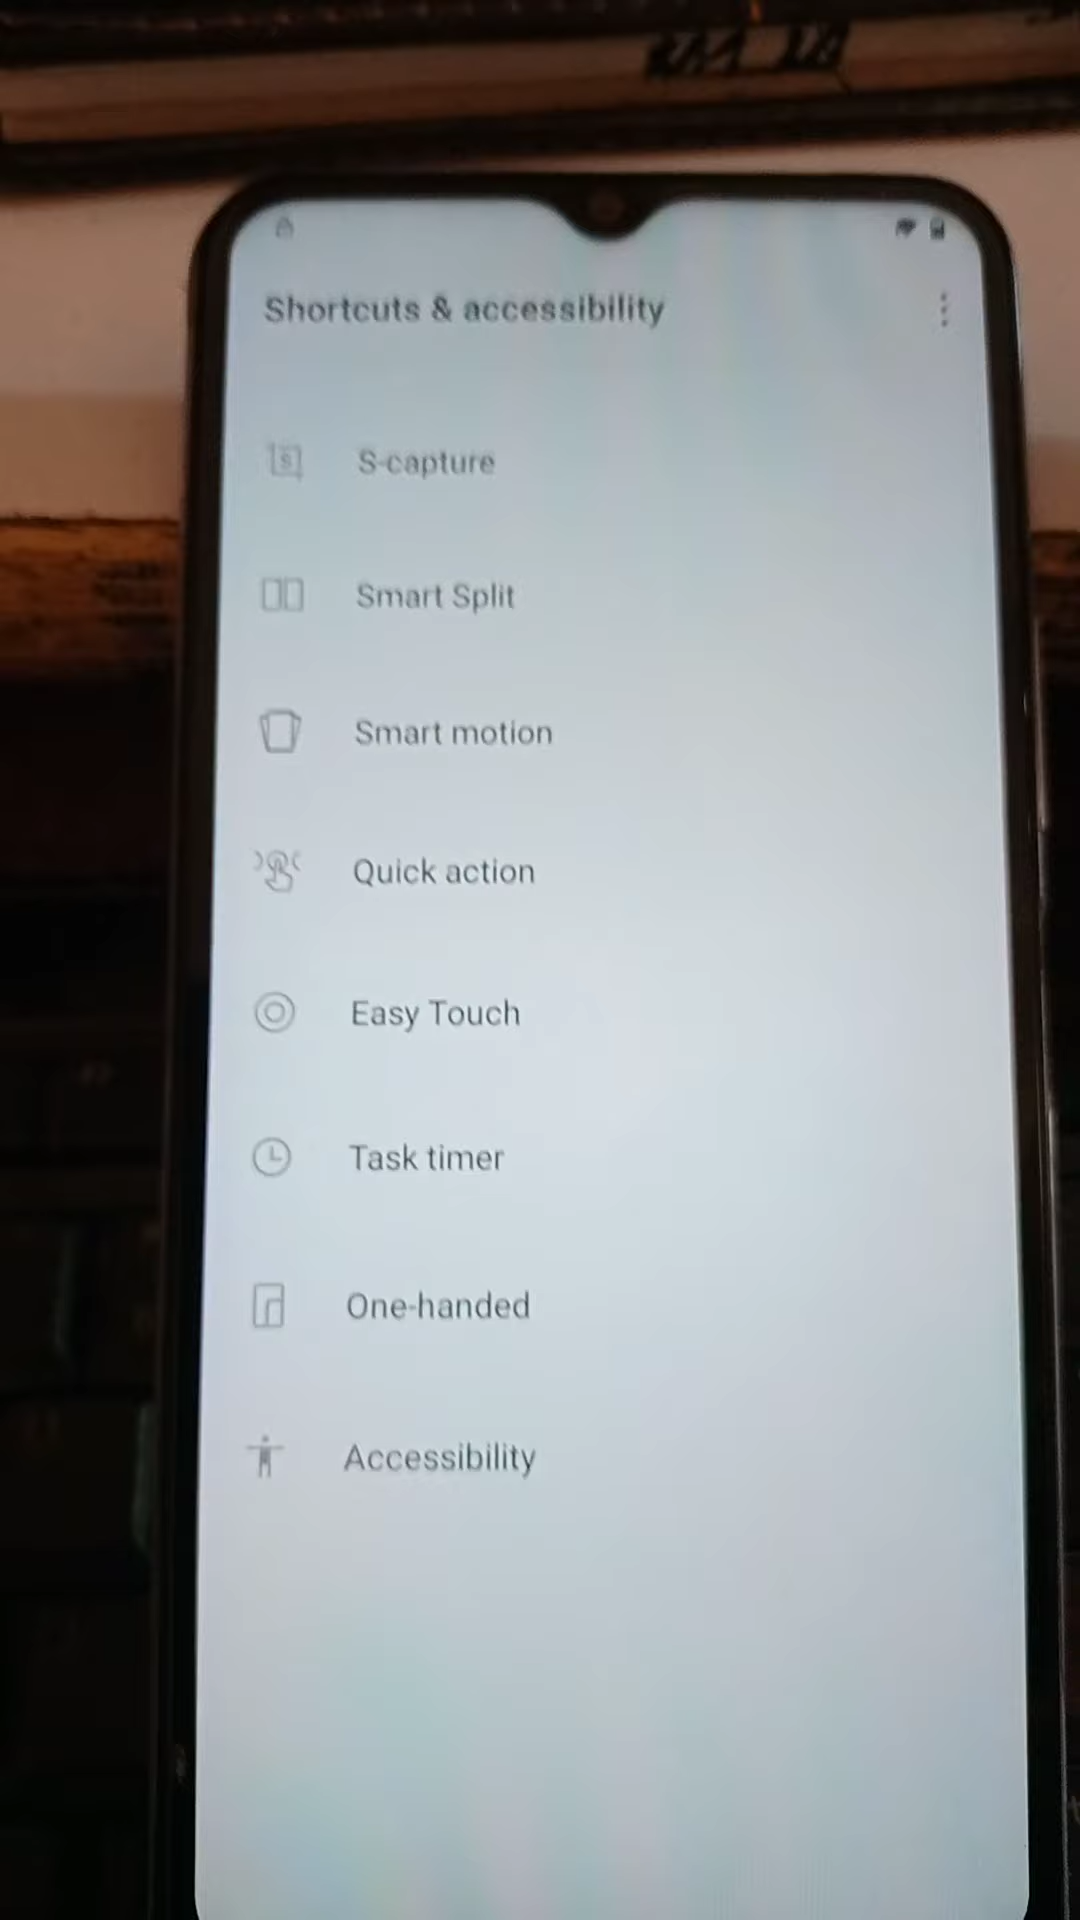 Shortcuts & accessibility
S-capture
Smart Split
Smart motion
Quick action
Easy Touch
Task timer
One-handed
Accessibility